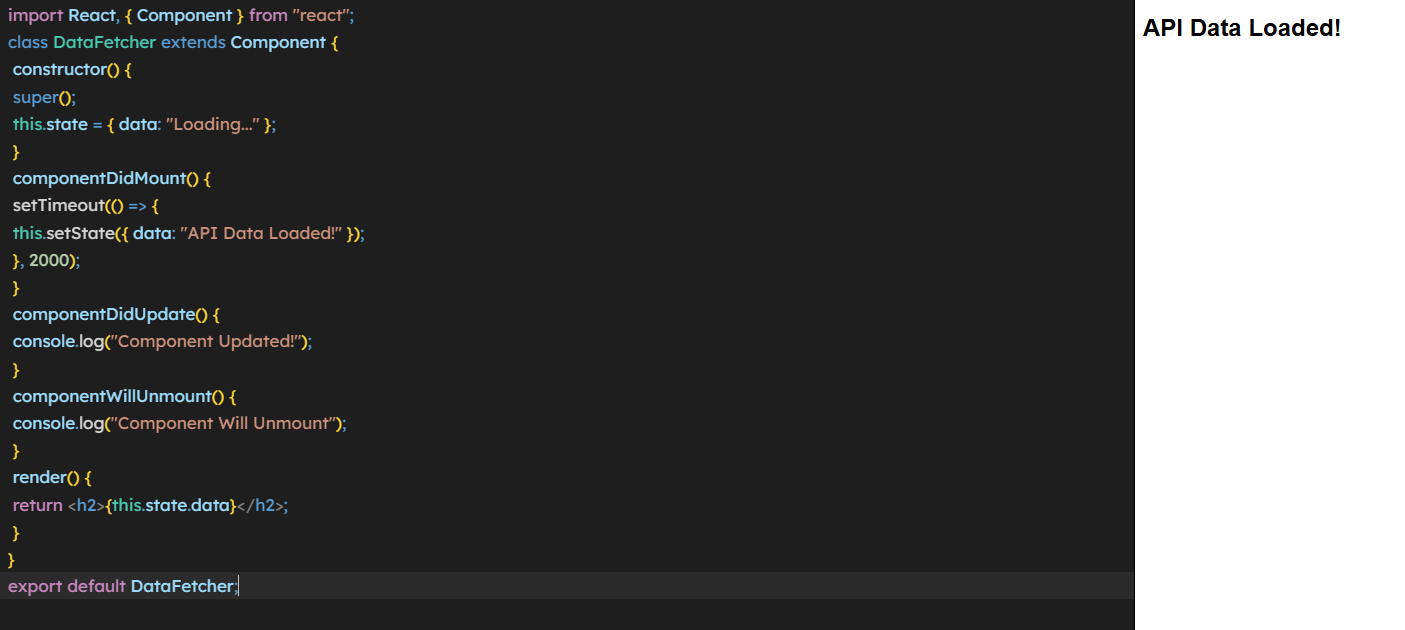 import React, { Component } from "react";
class DataFetcher extends Component {
constructor() {
super();
this.state = { data: "Loading..." };
}
componentDidMount() {
setTimeout(() => {
this.setState({ data: "API Data Loaded!" });
}, 2000);
}
componentDidUpdate() {
console.log("Component Updated!");
}
componentWillUnmount() {
console.log("Component Will Unmount");
}
render() {
return <h2>{this.state.data}</h2>;
}
}
export default DataFetcher;
API Data Loaded!